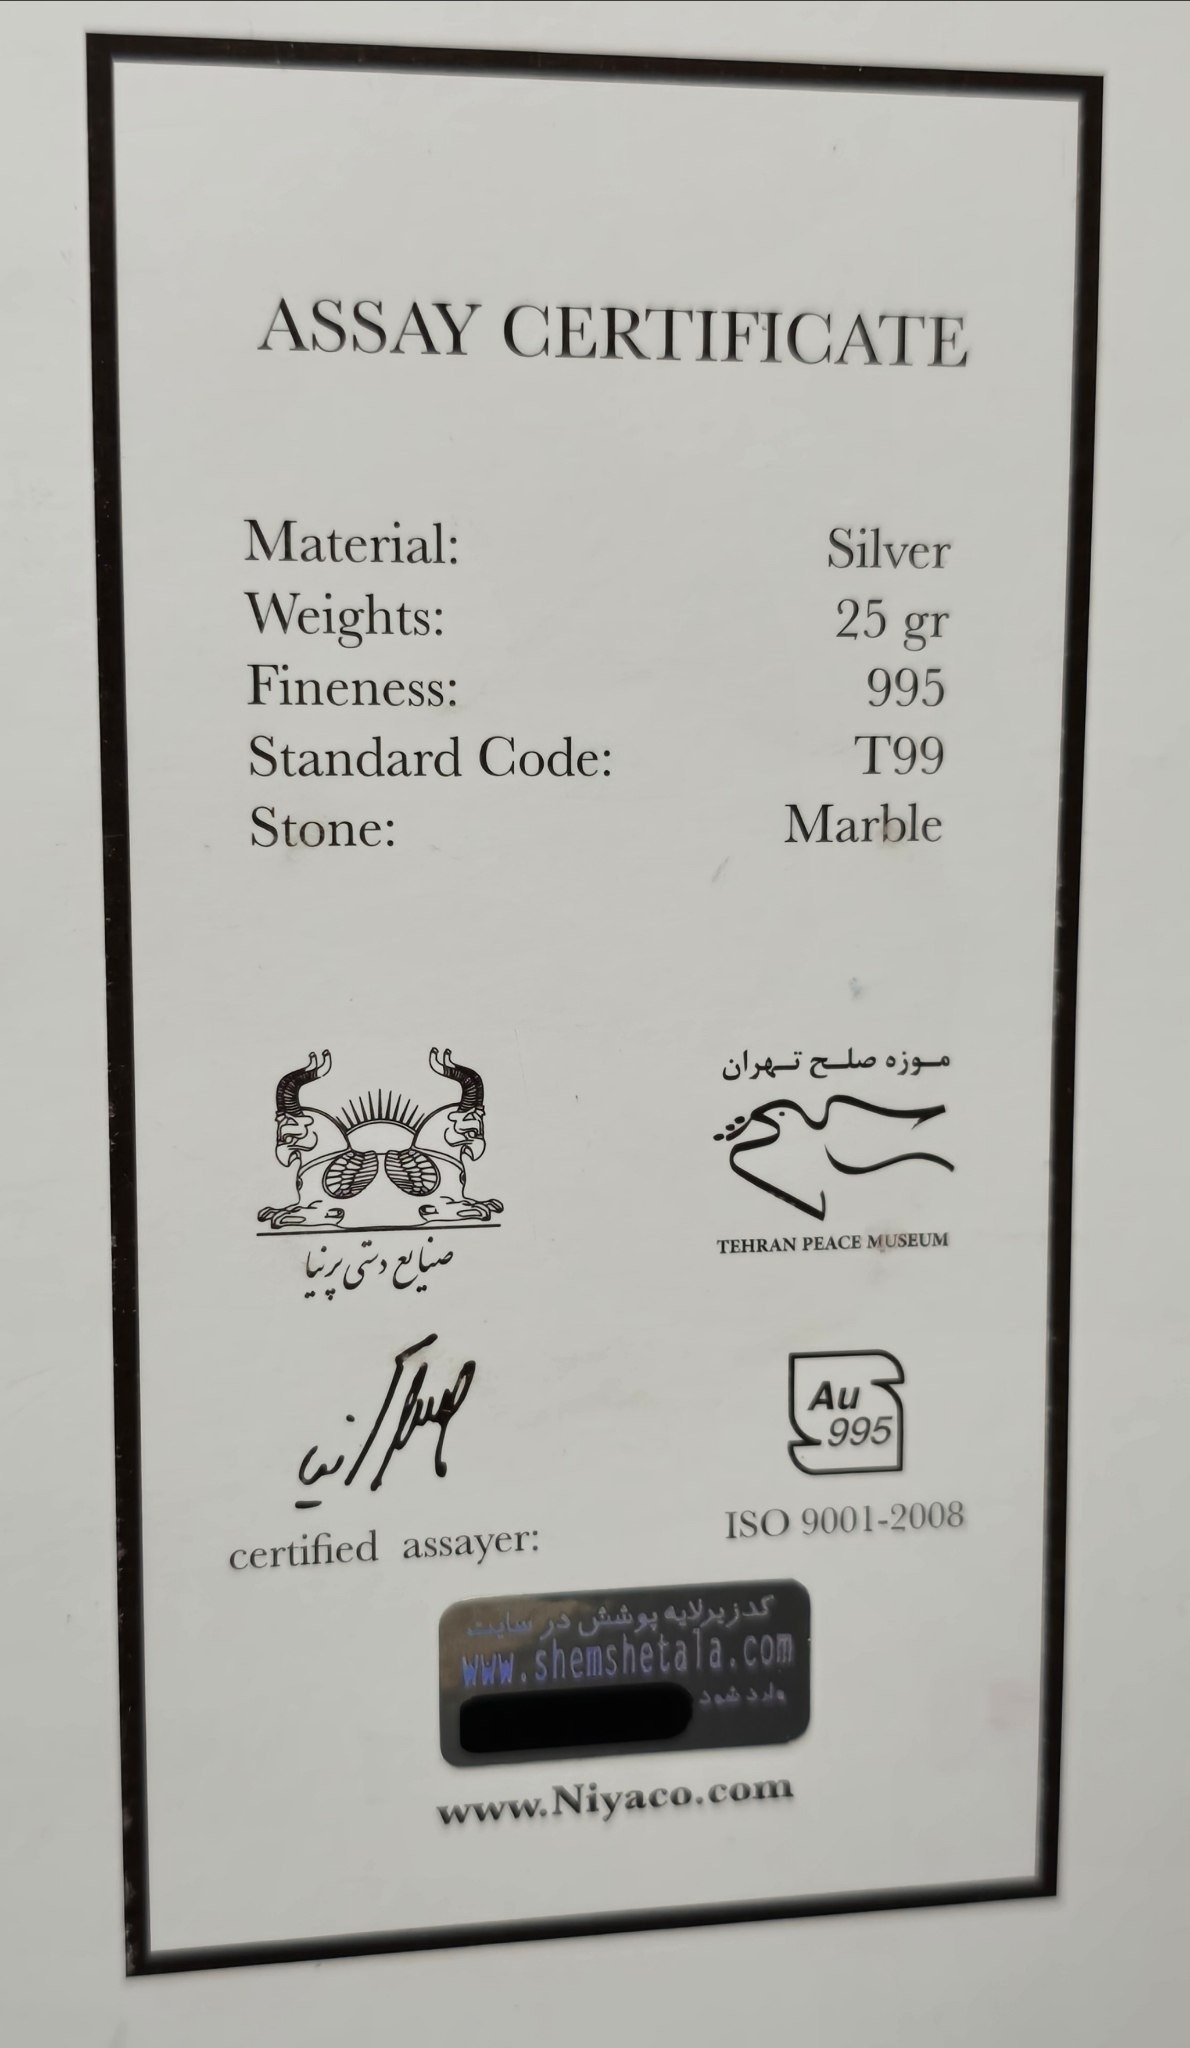 ASSAY CERTIFICATE
Material: Silver
Weights: 25 gr
Fineness: 995
Standard Code: T99
Stone: Marble
موزه صلح تهران
TEHRAN PEACE MUSEUM
صنایع دستی پرنیا
Au
995
ISO 9001-2008
certified assayer:
کد زیر لایه پوشش در سایت
www.shemshetala.com
وارد شود
www.Niyaco.com